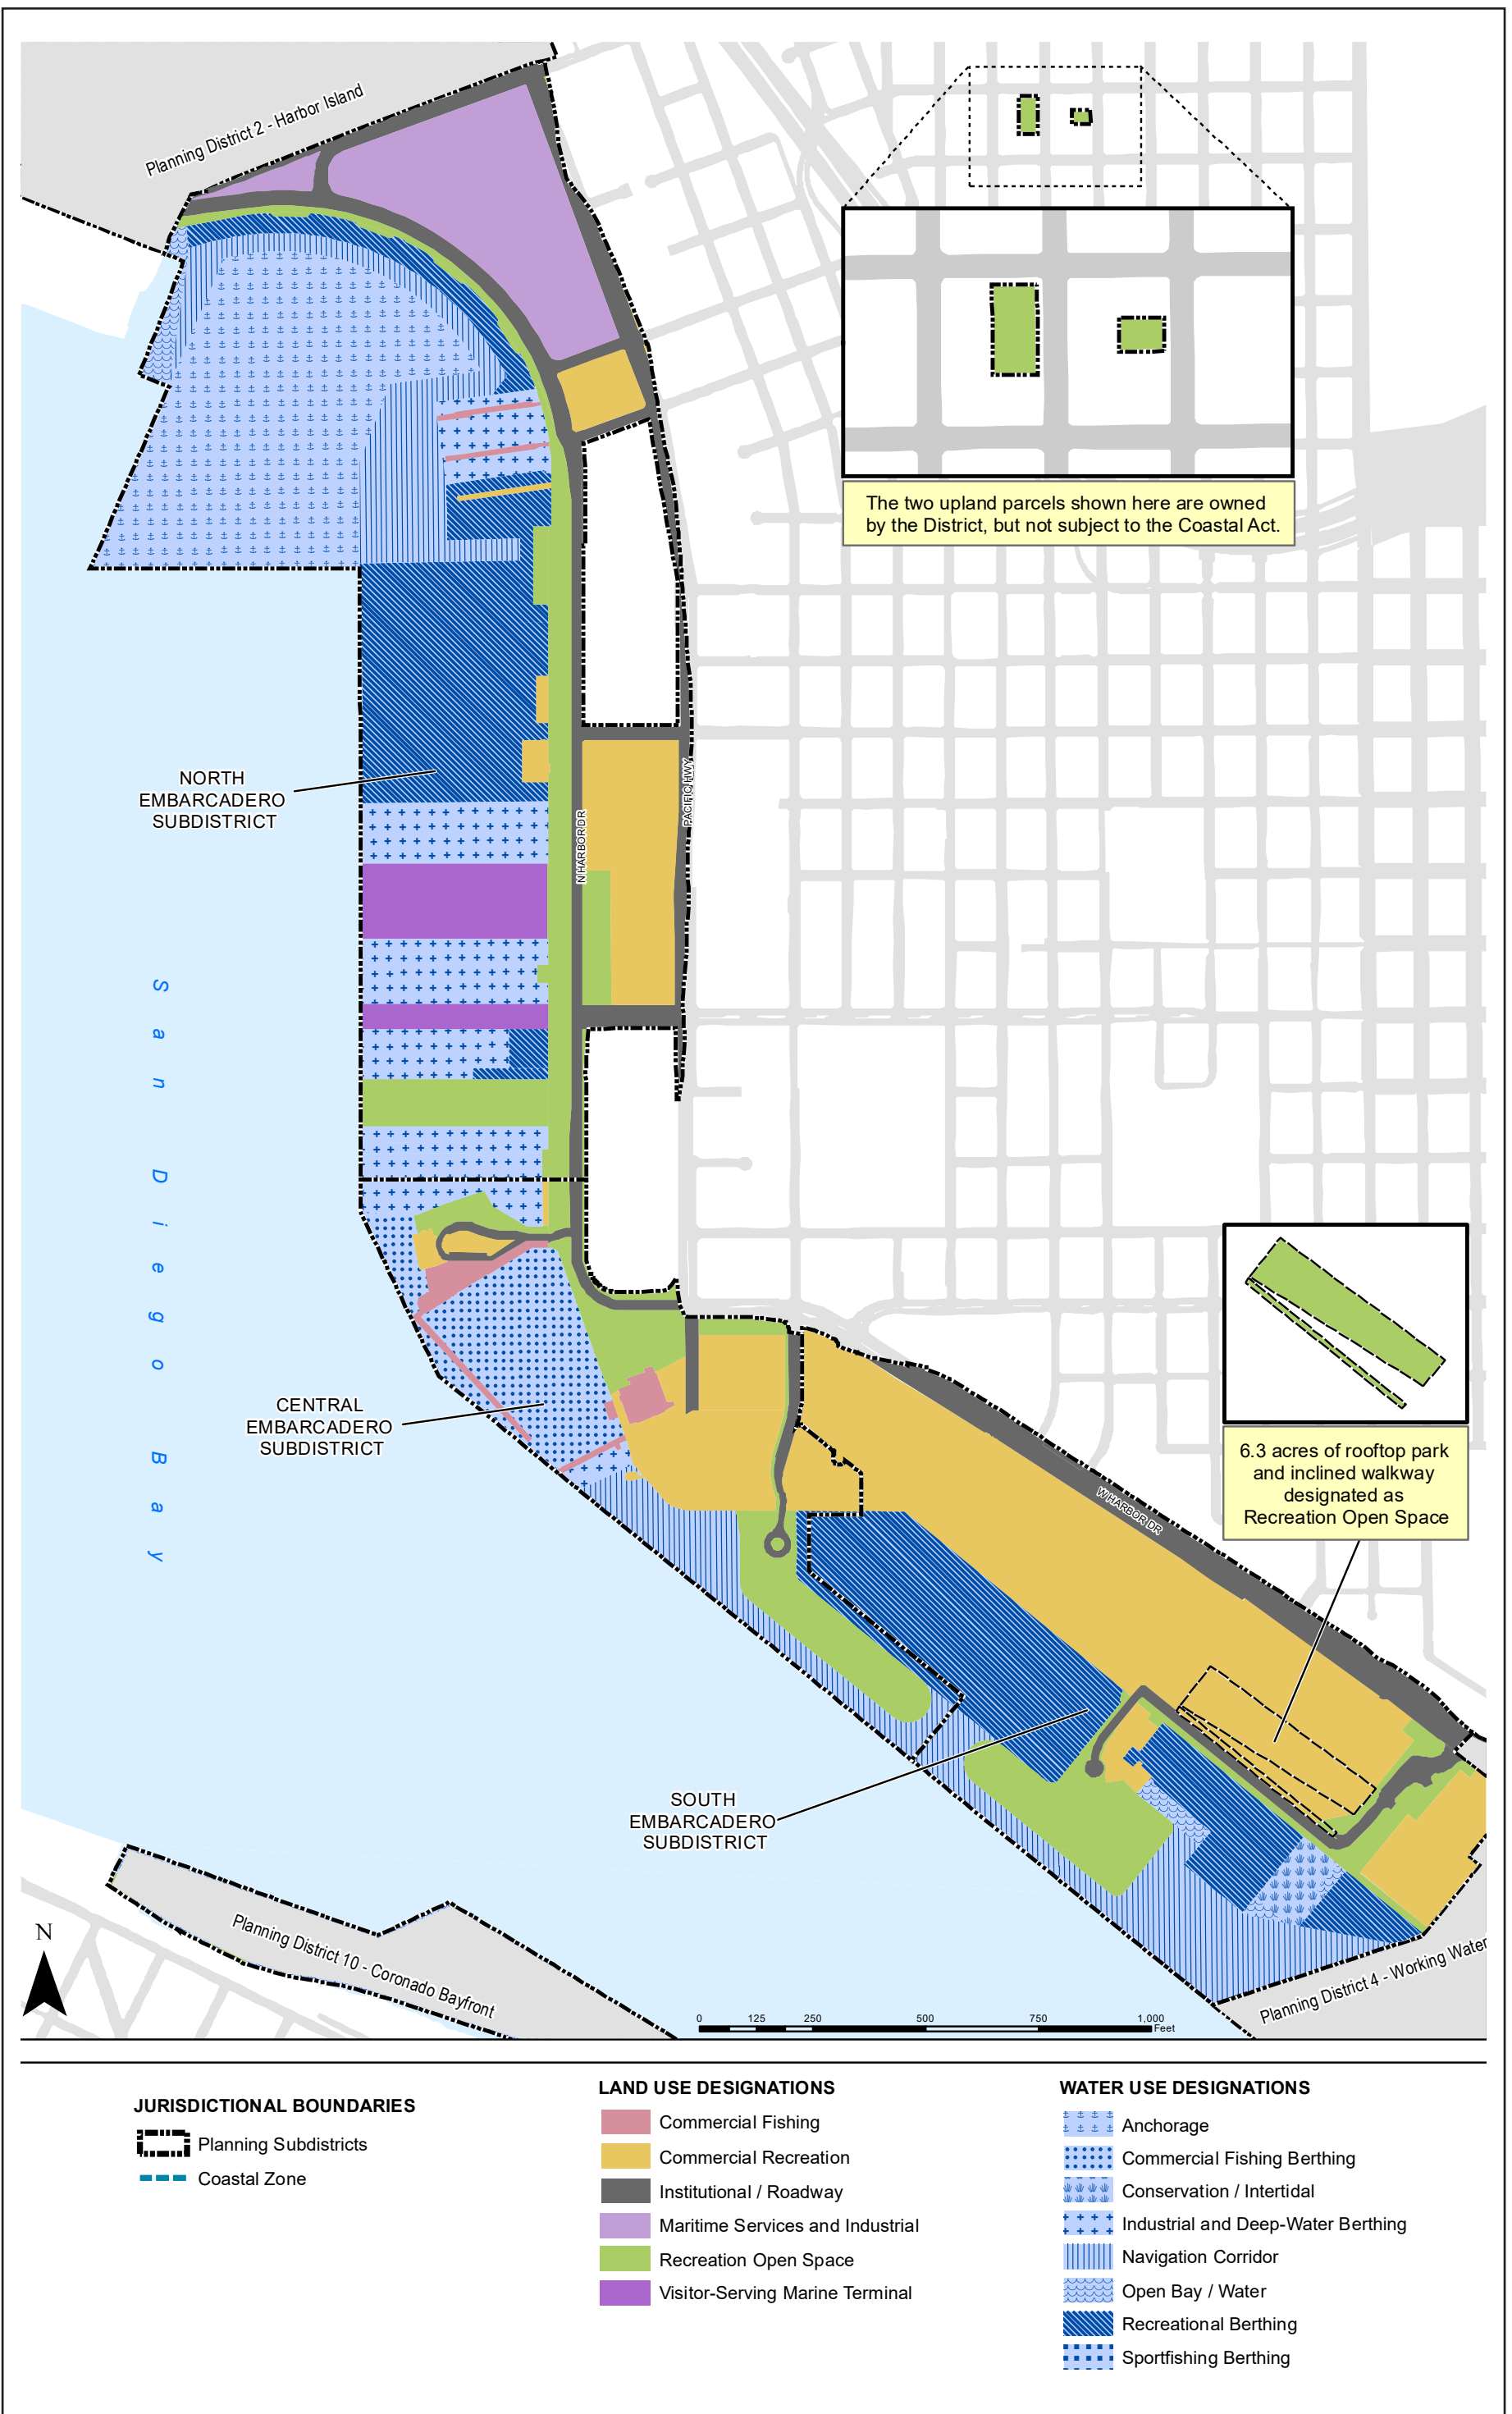 Planning District 2 - Harbor Island
The two upland parcels shown here are owned
by the District, but not subject to the Coastal Act.
NORTH
EMBARCADERO
SUBDISTRICT
N HARBOR DR
PACIFIC HWY
San Diego Bay
CENTRAL
EMBARCADERO
SUBDISTRICT
6.3 acres of rooftop park
and inclined walkway
designated as
Recreation Open Space
W HARBOR DR
SOUTH
EMBARCADERO
SUBDISTRICT
N
Planning District 10 - Coronado Bayfront
Planning District 4 - Working Water
0 125 250 500 750 1,000
Feet
JURISDICTIONAL BOUNDARIES
Planning Subdistricts
Coastal Zone
LAND USE DESIGNATIONS
Commercial Fishing
Commercial Recreation
Institutional / Roadway
Maritime Services and Industrial
Recreation Open Space
Visitor-Serving Marine Terminal
WATER USE DESIGNATIONS
Anchorage
Commercial Fishing Berthing
Conservation / Intertidal
Industrial and Deep-Water Berthing
Navigation Corridor
Open Bay / Water
Recreational Berthing
Sportfishing Berthing